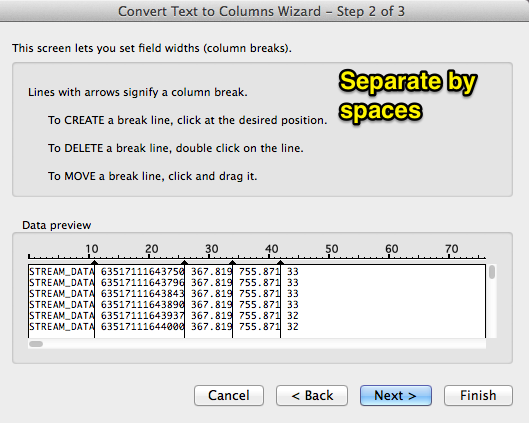 Convert Text to Columns Wizard – Step 2 of 3
This screen lets you set field widths (column breaks).
Separate by
spaces
Lines with arrows signify a column break.
To CREATE a break line, click at the desired position.
To DELETE a break line, double click on the line.
To MOVE a break line, click and drag it.
Data preview
10 20 30 40 50 60 70
STREAM_DATA 63517111643750 367.819 755.871 33
STREAM_DATA 63517111643796 367.819 755.871 33
STREAM_DATA 63517111643843 367.819 755.871 33
STREAM_DATA 63517111643890 367.819 755.871 33
STREAM_DATA 63517111643937 367.819 755.871 32
STREAM_DATA 63517111644000 367.819 755.871 32
Cancel < Back Next > Finish